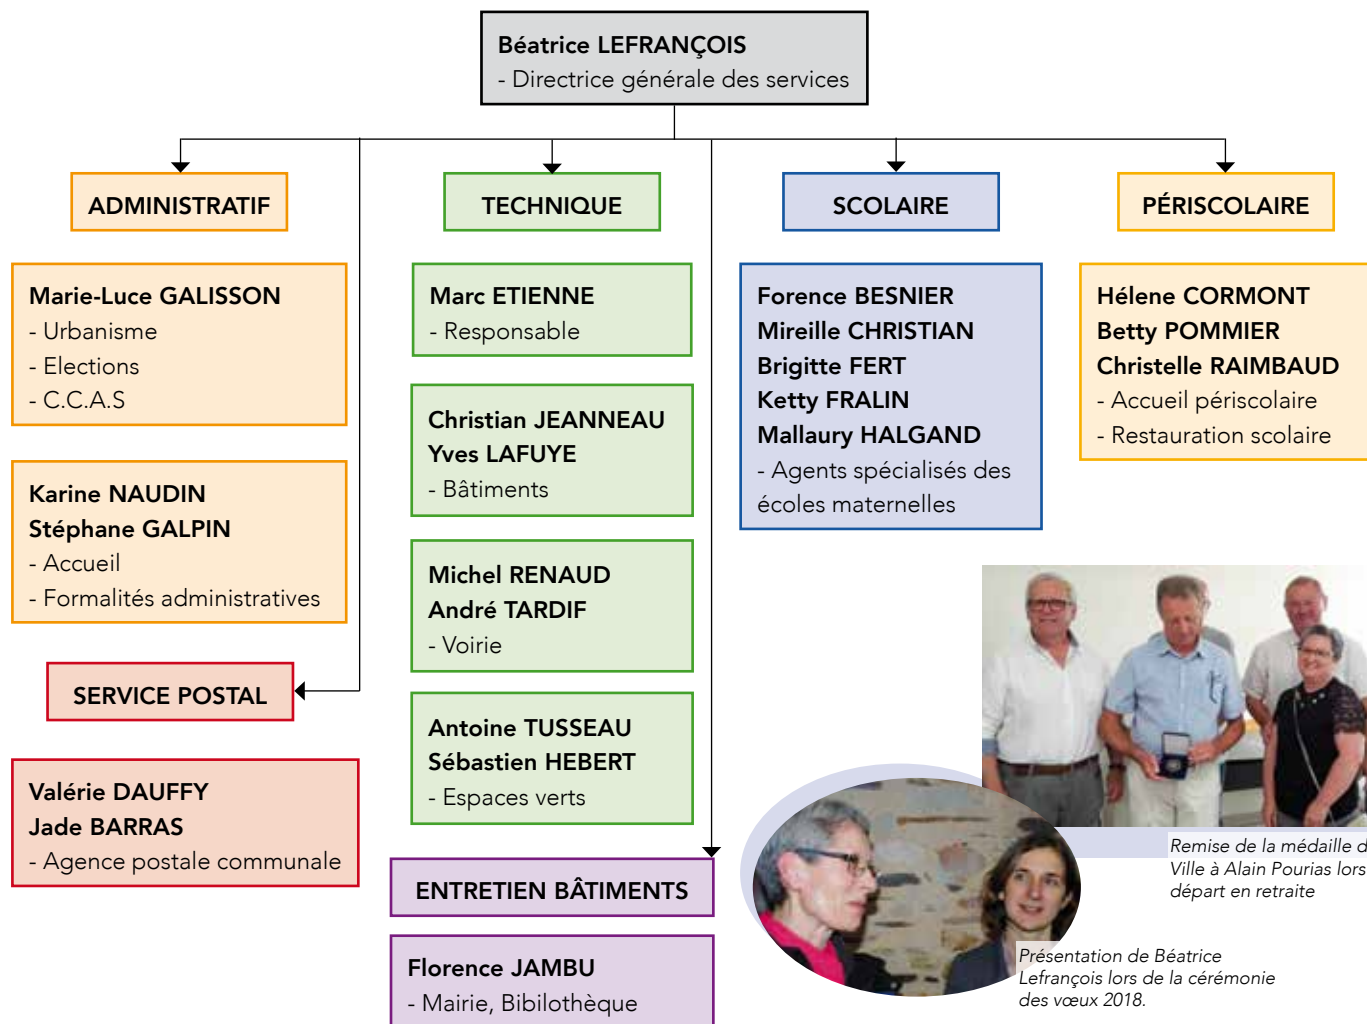 Béatrice LEFRANÇOIS
- Directrice générale des services
ADMINISTRATIF
Marie-Luce GALISSON
- Urbanisme
- Elections
- C.C.A.S
Karine NAUDIN
Stéphane GALPIN
- Accueil
- Formalités administratives
SERVICE POSTAL
Valérie DAUFFY
Jade BARRAS
- Agence postale communale
TECHNIQUE
Marc ETIENNE
- Responsable
Christian JEANNEAU
Yves LAFUYE
- Bâtiments
Michel RENAUD
André TARDIF
- Voirie
Antoine TUSSEAU
Sébastien HEBERT
- Espaces verts
ENTRETIEN BÂTIMENTS
Florence JAMBU
- Mairie, Bibilothèque
SCOLAIRE
Forence BESNIER
Mireille CHRISTIAN
Brigitte FERT
Ketty FRALIN
Mallaury HALGAND
- Agents spécialisés des
écoles maternelles
PÉRISCOLAIRE
Hélene CORMONT
Betty POMMIER
Christelle RAIMBAUD
- Accueil périscolaire
- Restauration scolaire
Remise de la médaille d
Ville à Alain Pourias lors
départ en retraite
Présentation de Béatrice
Lefrançois lors de la cérémonie
des vœux 2018.